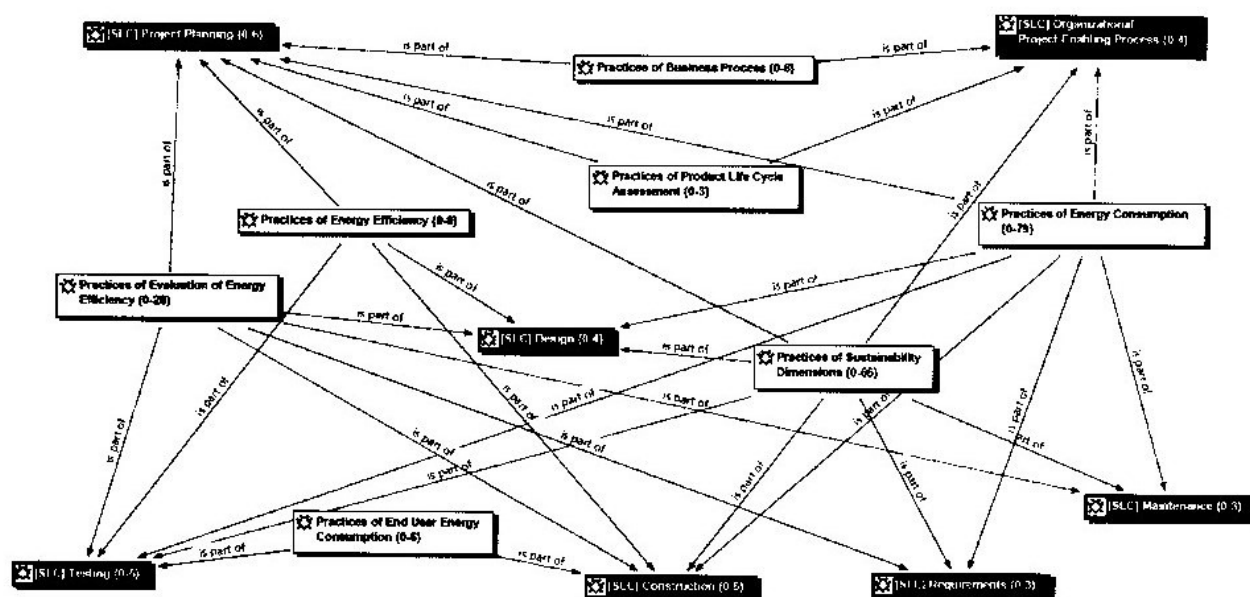 [SLC] Project Planning {0-6}
[SLC] Organizational
Project-Enabling Process {0-4}
is part of
is part of
Practices of Business Process {0-6}
is part of
is part of
is part of
is part of
is part of
Practices of Product Life Cycle
Assessment {0-3}
is part of
is part of
is part of
Practices of Energy Efficiency {0-8}
Practices of Energy Consumption
{0-79}
is part of
is part of
Practices of Evaluation of Energy
Efficiency {0-28}
is part of
[SLC] Design {0-4}
is part of
Practices of Sustainability
Dimensions {0-66}
is part of
is part of
is part of
is part of
is part of
is part of
is part of
is part of
is part of
part of
is part of
is part of
is part of
is part of
[SLC] Maintenance {0-3}
Practices of End User Energy
Consumption {0-6}
is part of
is part of
[SLC] Testing
[SLC] Construction
Requirements {0-3}